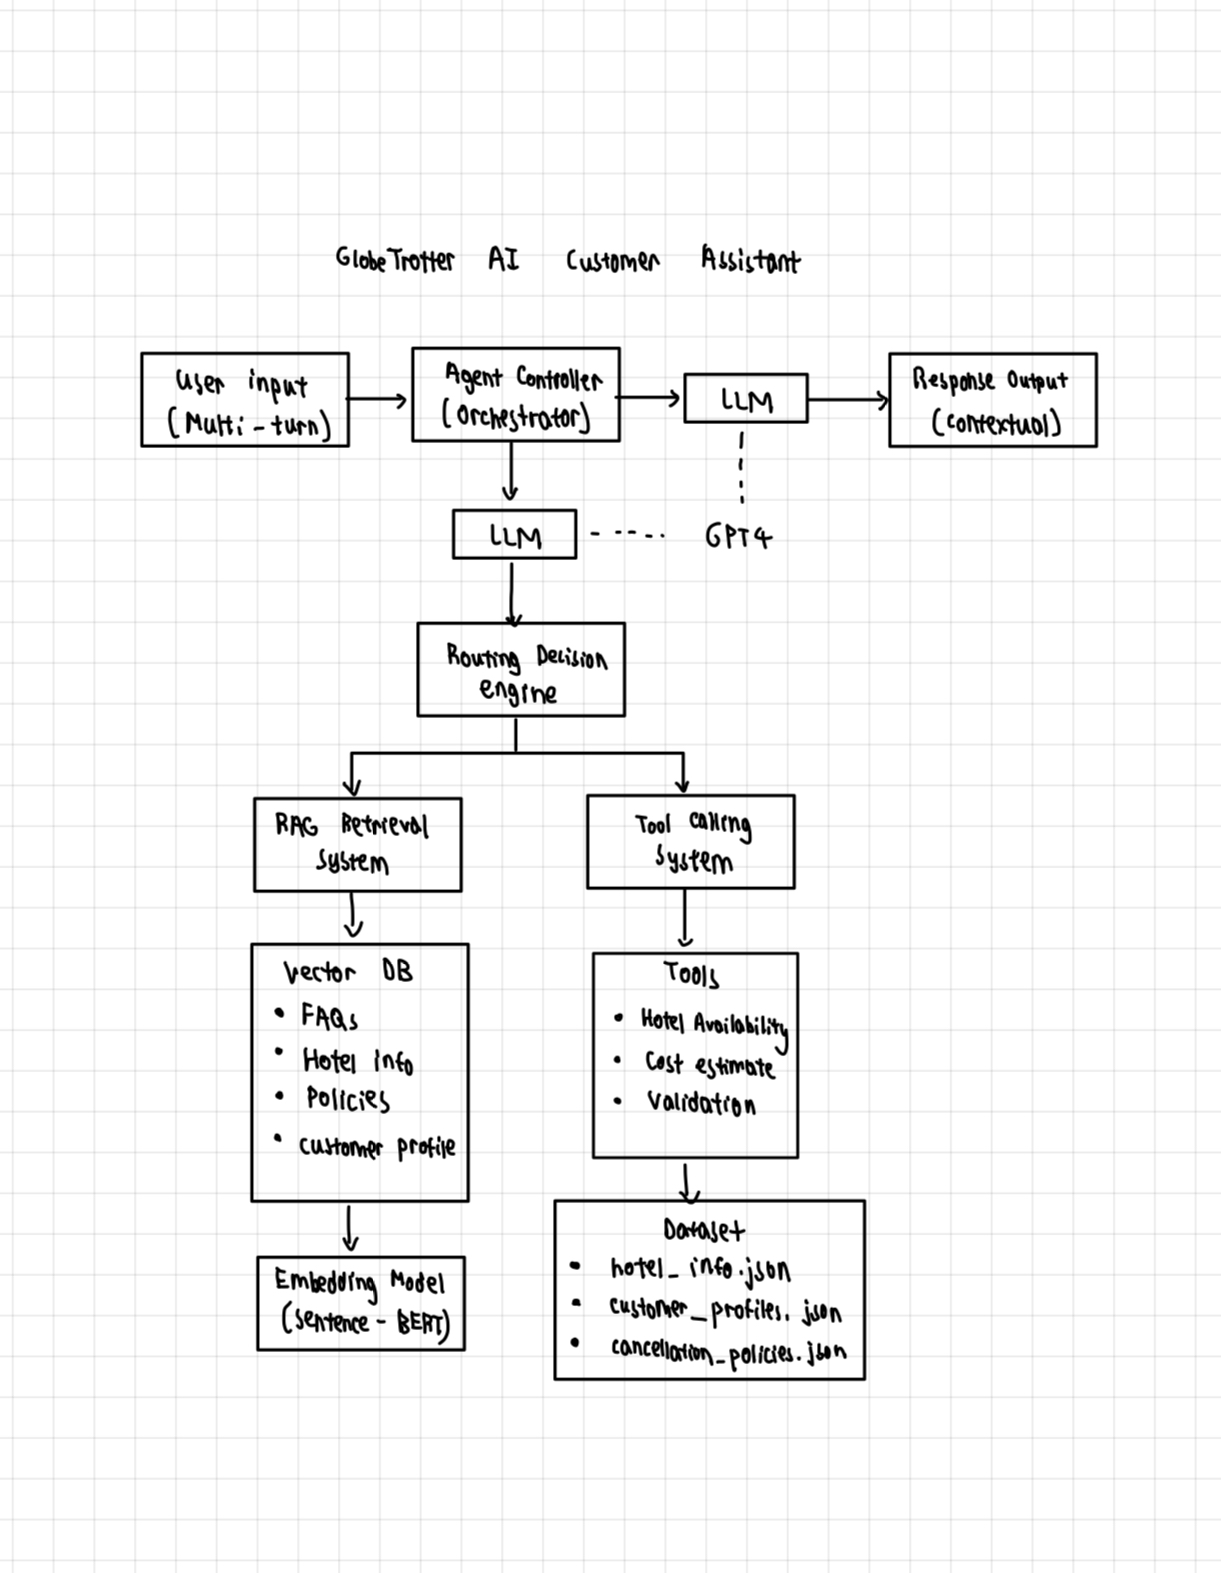 GlobeTrotter AI Customer Assistant
User input
(Multi-turn)
Agent Controller
(Orchestrator)
LLM
Response Output
(contextual)
LLM
GPT4
Routing Decision
engine
RAG Retrieval
System
Tool calling
System
Vector DB
• FAQs
• Hotel info
• Policies
• customer profile
Tools
• Hotel Availability
• Cost estimate
• Validation
Embedding Model
(sentence-BERT)
Dataset
• hotel_info.json
• customer_profiles.json
• cancellation_policies.json